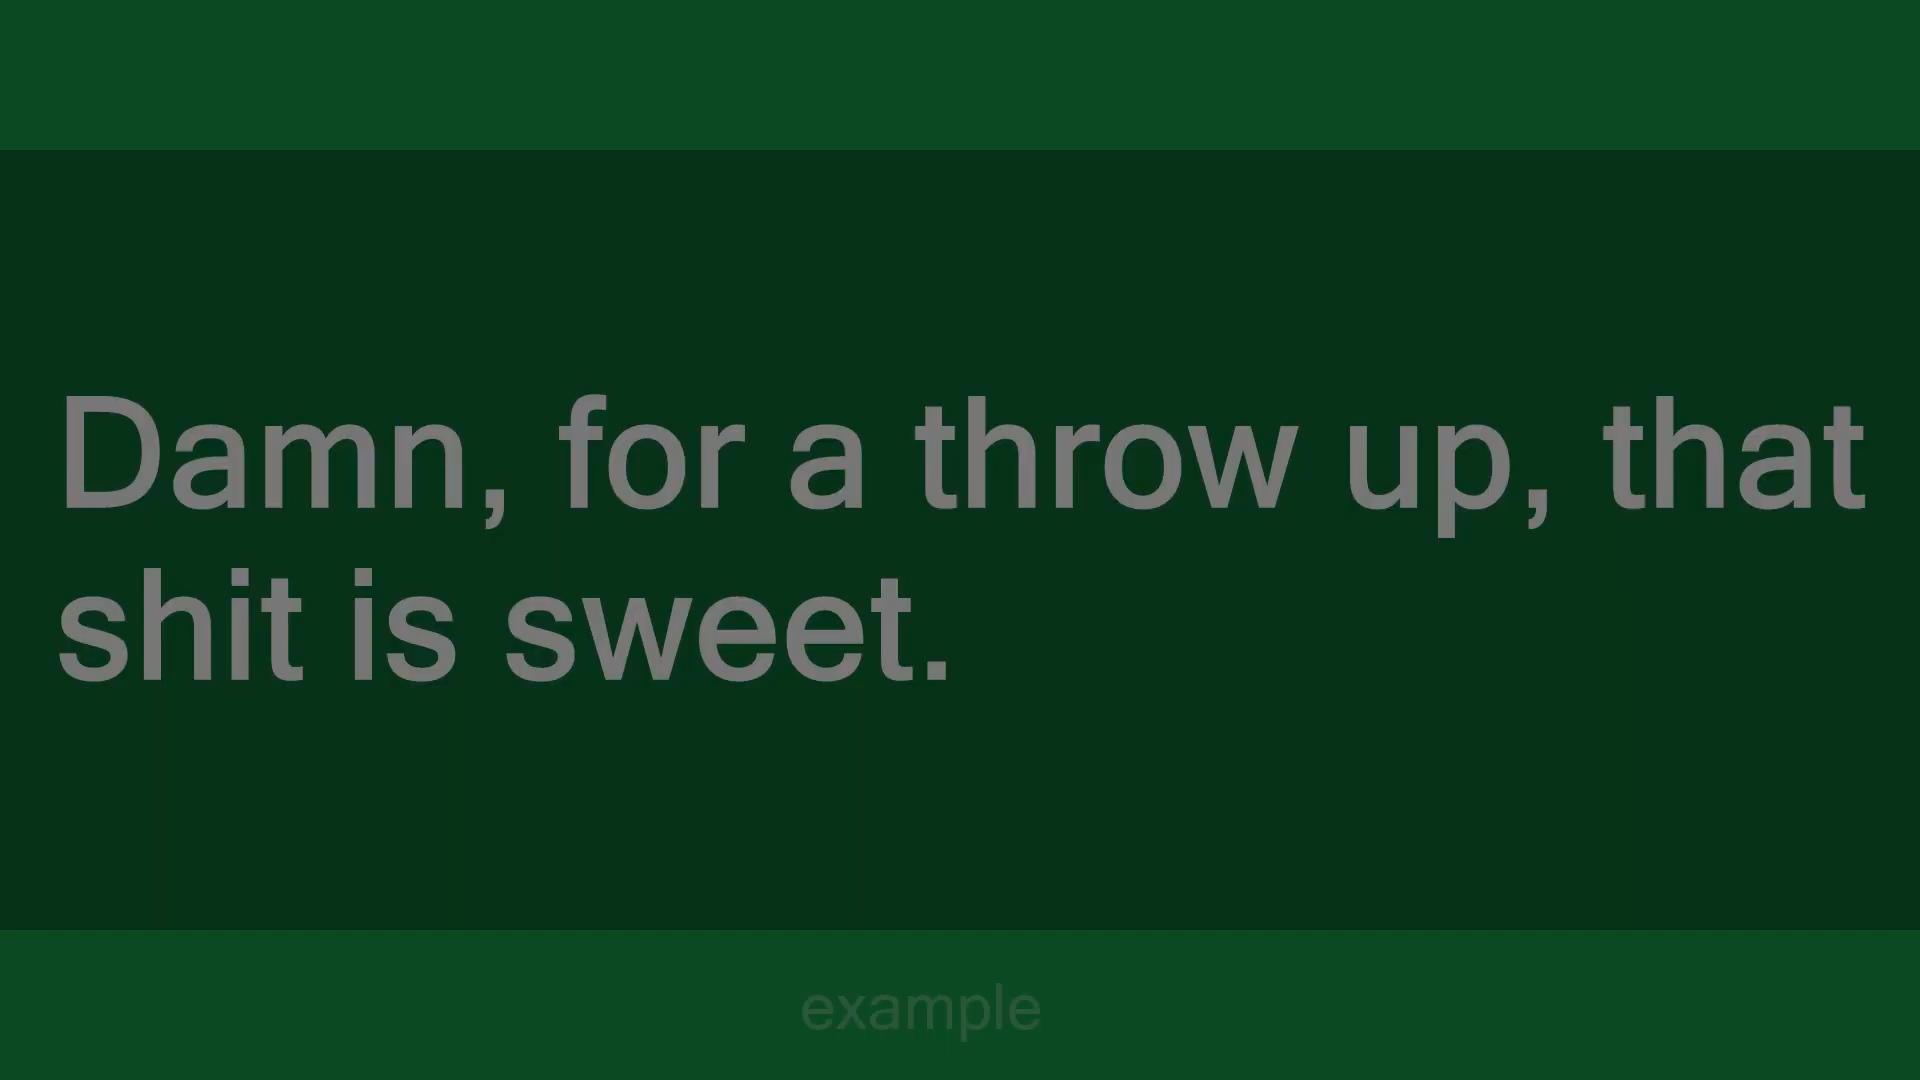 Damn, for a throw up, that
shit is sweet.
example